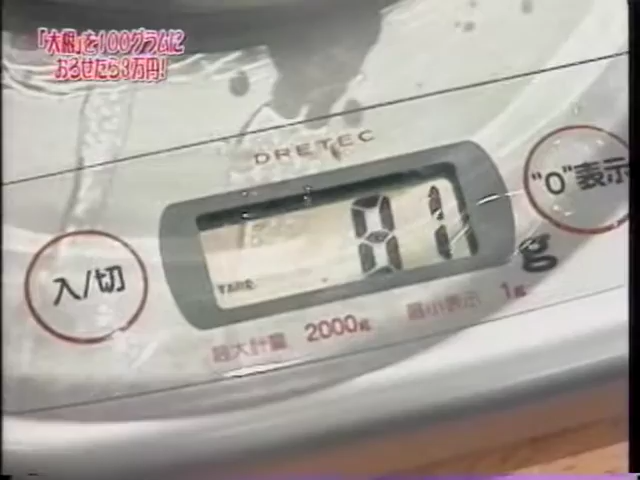 「大根」を100グラムに
おろせたら3万円!
DRETEC
81
TARE
g
入/切
"0"表示
最大計量 2000g 最小表示 1g